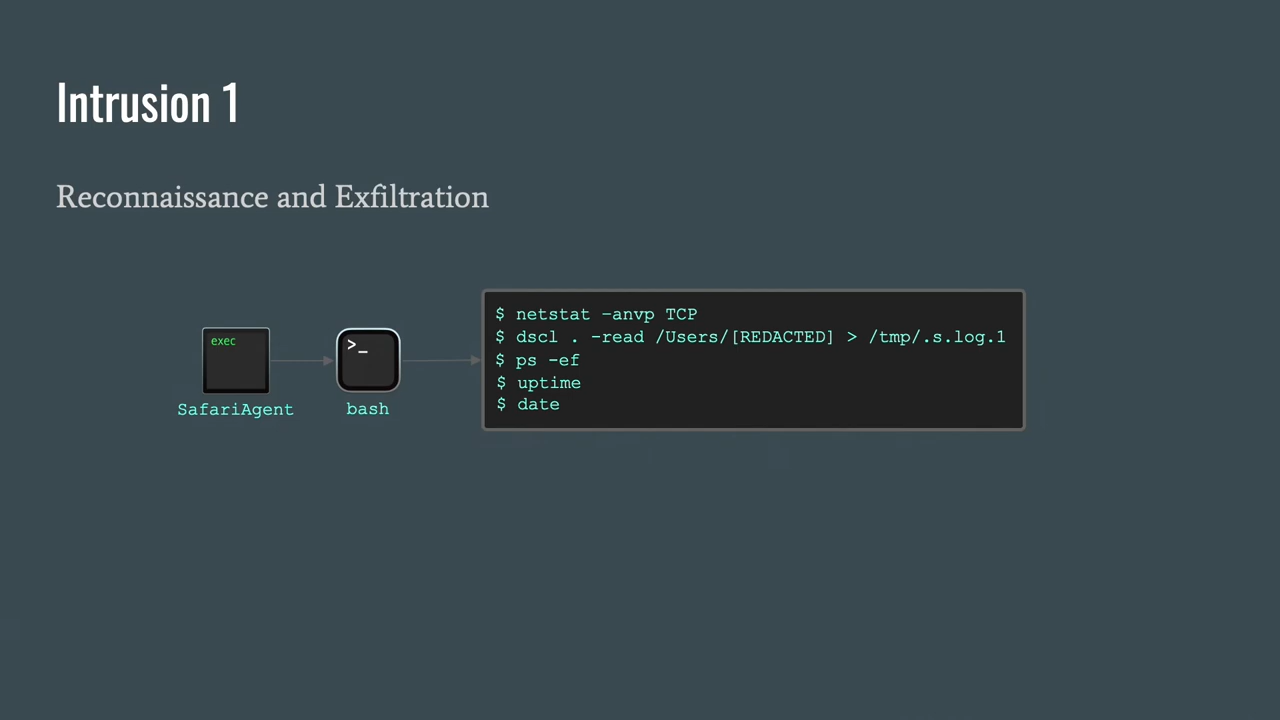 Intrusion 1
Reconnaissance and Exfiltration
exec
>_
SafariAgent
bash
$ netstat -anvp TCP
$ dscl . -read /Users/[REDACTED] > /tmp/.s.log.1
$ ps -ef
$ uptime
$ date